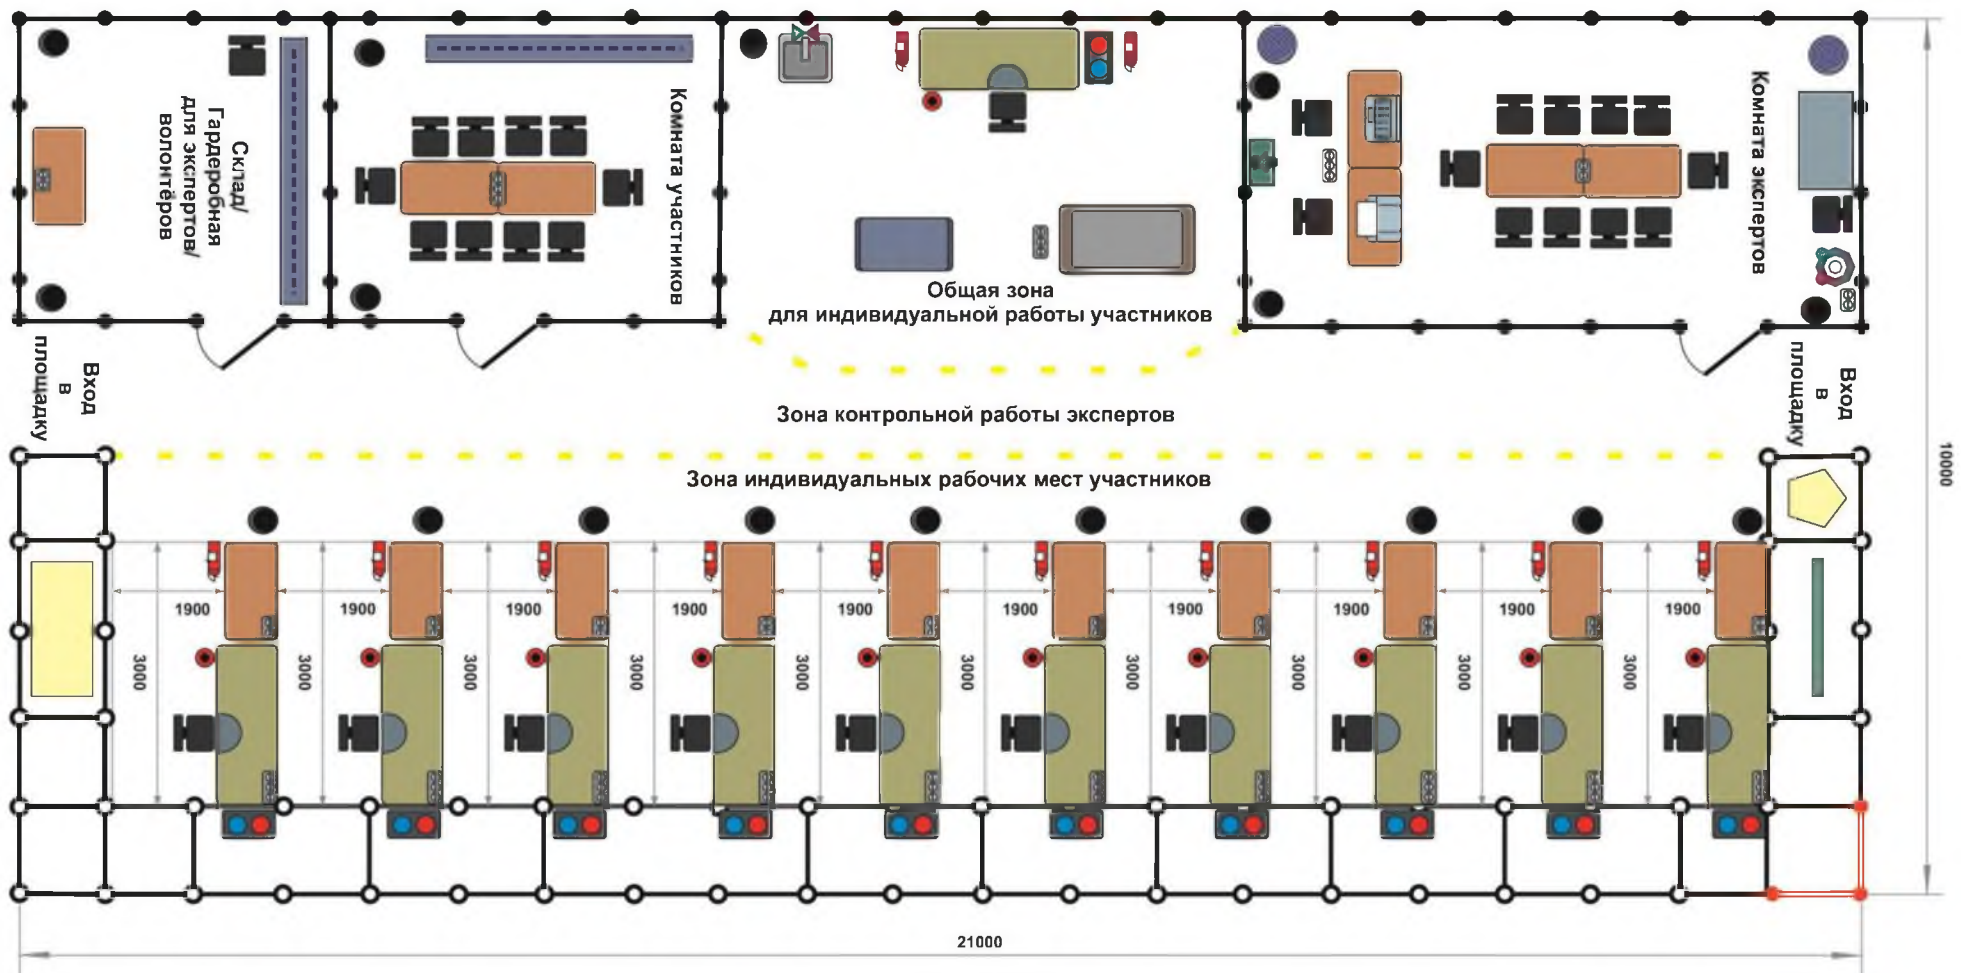 Склад/
Гардеробная
для экспертов/
волонтёров
Комната участников
Общая зона
для индивидуальной работы участников
Комната экспертов
Вход
в
площадку
Зона контрольной работы экспертов
Вход
в
площадку
Зона индивидуальных рабочих мест участников
10000
1900
1900
1900
1900
1900
1900
1900
1900
1900
1900
3000
3000
3000
3000
3000
3000
3000
3000
3000
3000
21000